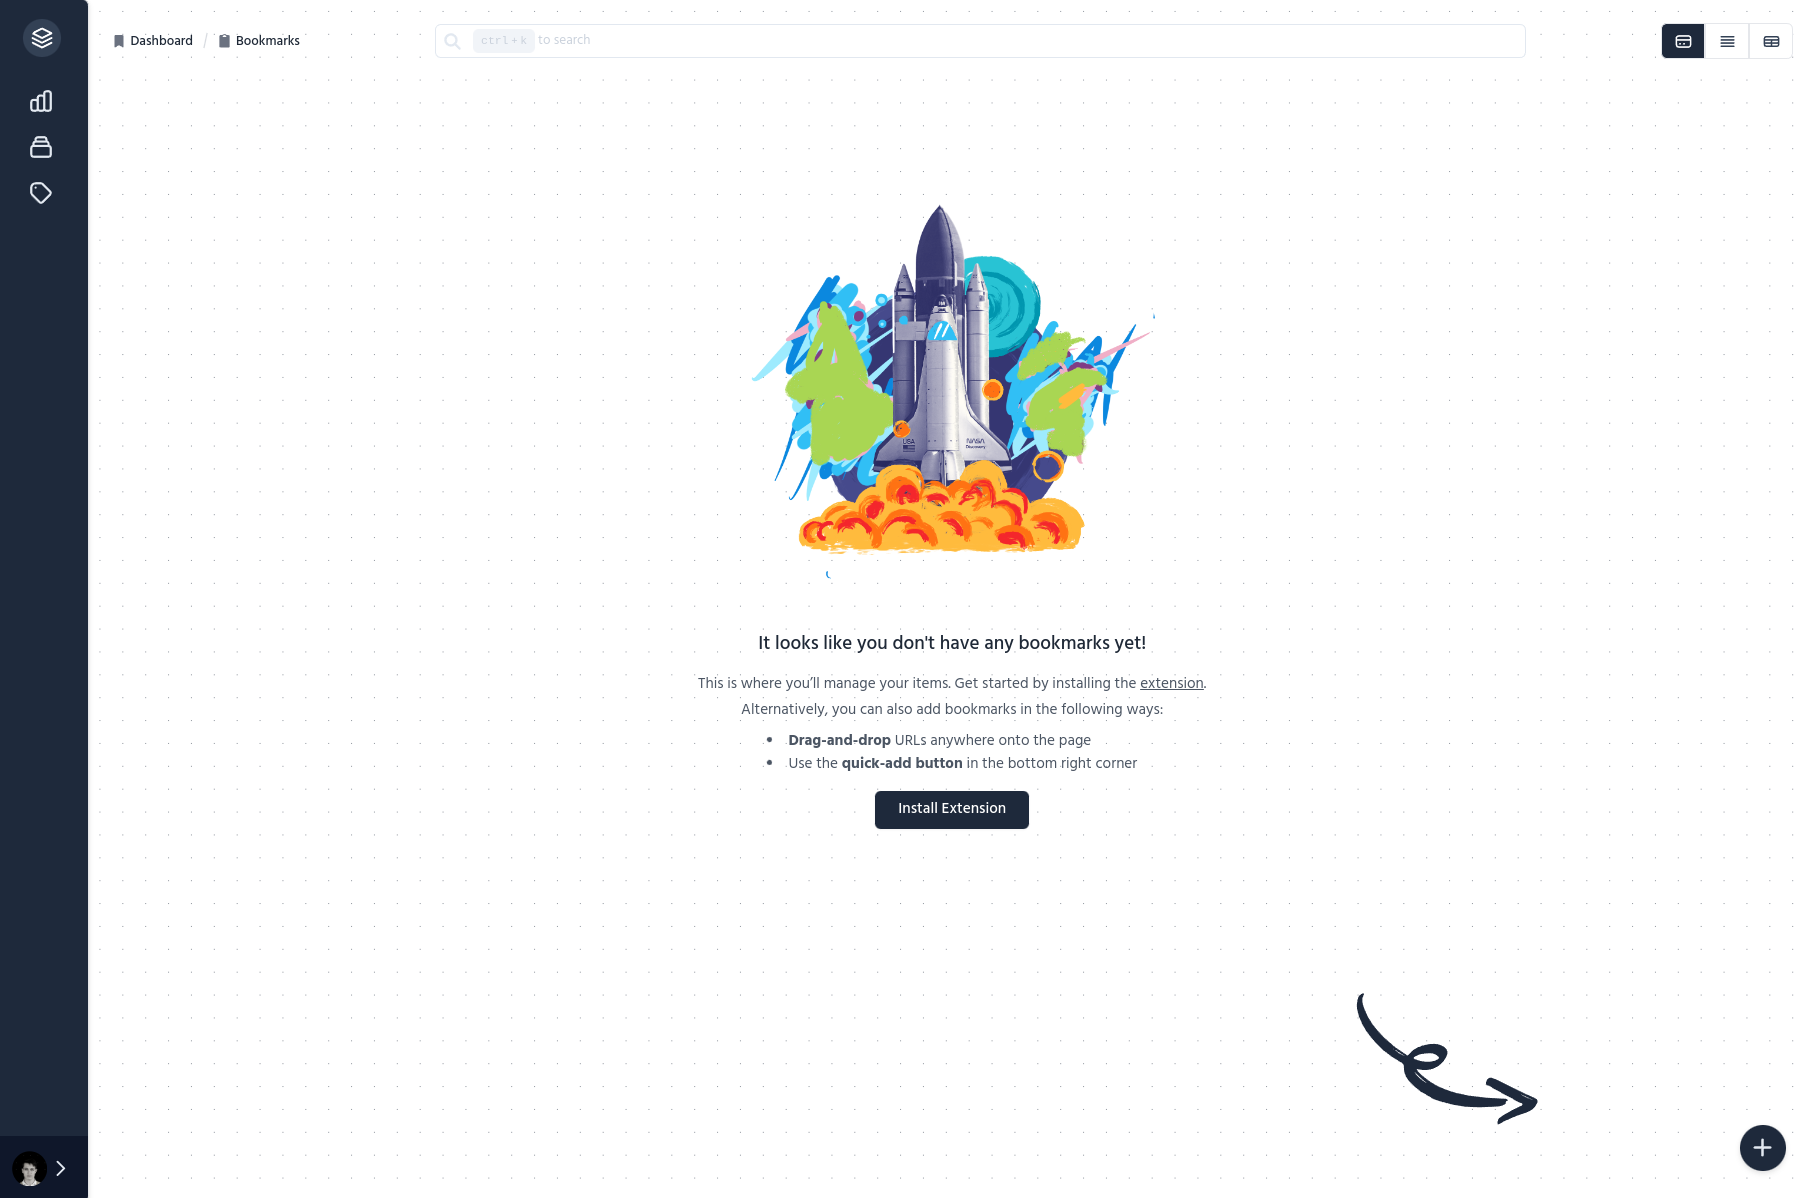 Dashboard / Bookmarks
ctrl + k to search
USA
NASA
Discovery
It looks like you don't have any bookmarks yet!
This is where you’ll manage your items. Get started by installing the extension.
Alternatively, you can also add bookmarks in the following ways:
• Drag-and-drop URLs anywhere onto the page
• Use the quick-add button in the bottom right corner
Install Extension